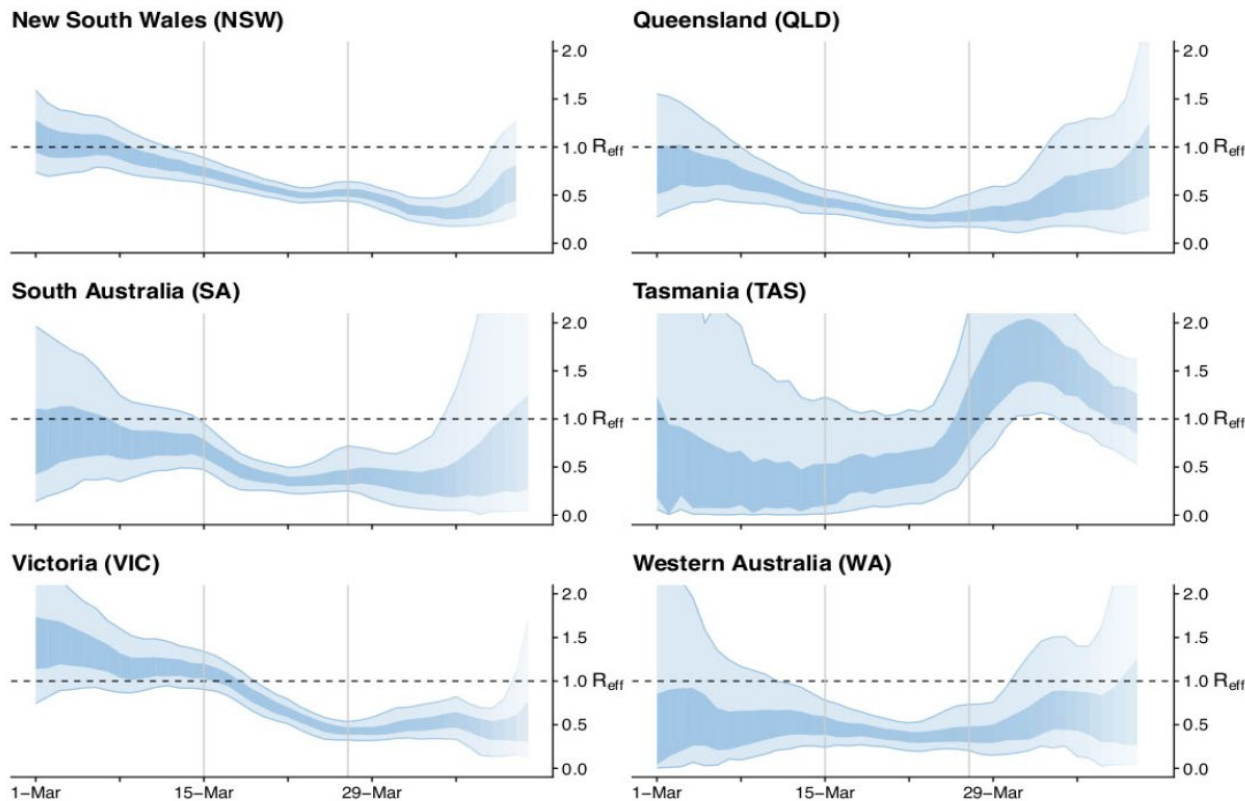 New South Wales (NSW)
2.0
1.5
1.0 Reff
0.5
0.0
Queensland (QLD)
2.0
1.5
1.0 Reff
0.5
0.0
South Australia (SA)
2.0
1.5
1.0 Reff
0.5
0.0
Tasmania (TAS)
2.0
1.5
1.0 Reff
0.5
0.0
Victoria (VIC)
2.0
1.5
1.0 Reff
0.5
0.0
1–Mar 15–Mar 29–Mar
Western Australia (WA)
2.0
1.5
1.0 Reff
0.5
0.0
1–Mar 15–Mar 29–Mar